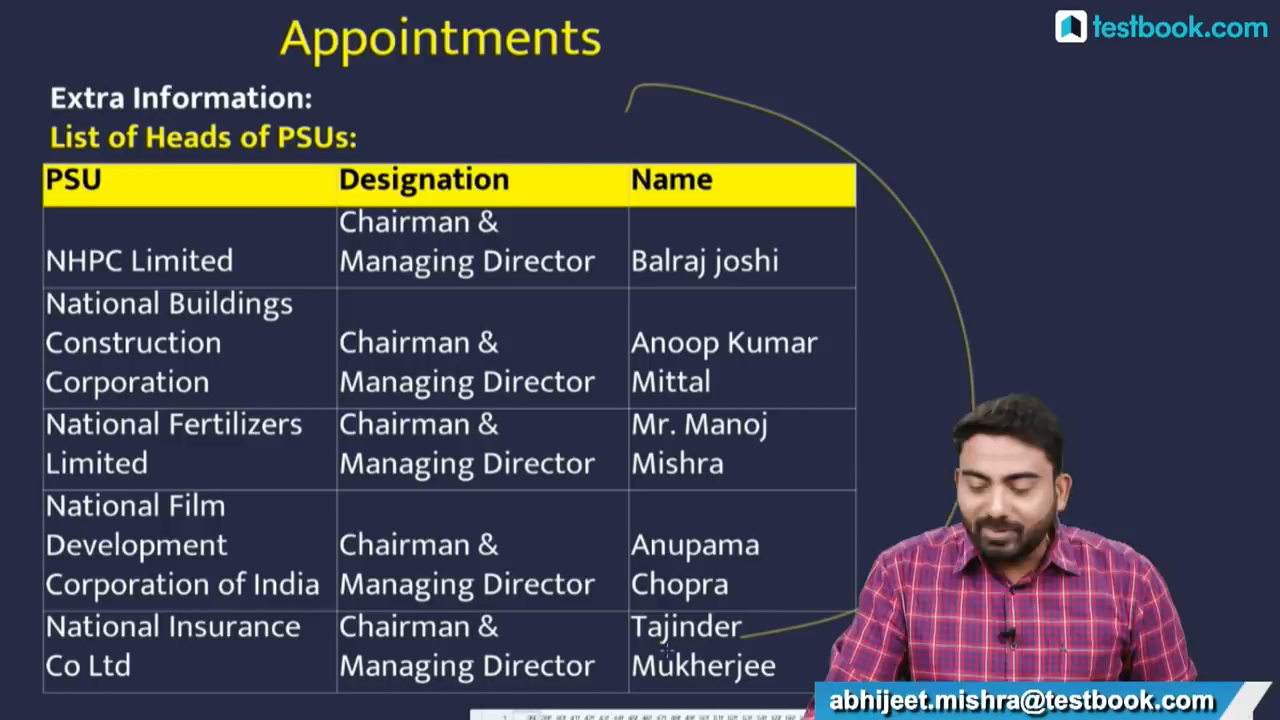 Appointments
testbook.com
Extra Information:
List of Heads of PSUs:
PSU Designation Name
NHPC Limited Chairman & Managing Director Balraj joshi
National Buildings Construction Corporation Chairman & Managing Director Anoop Kumar Mittal
National Fertilizers Limited Chairman & Managing Director Mr. Manoj Mishra
National Film Development Corporation of India Chairman & Managing Director Anupama Chopra
National Insurance Co Ltd Chairman & Managing Director Tajinder Mukherjee
abhijeet.mishra@testbook.com